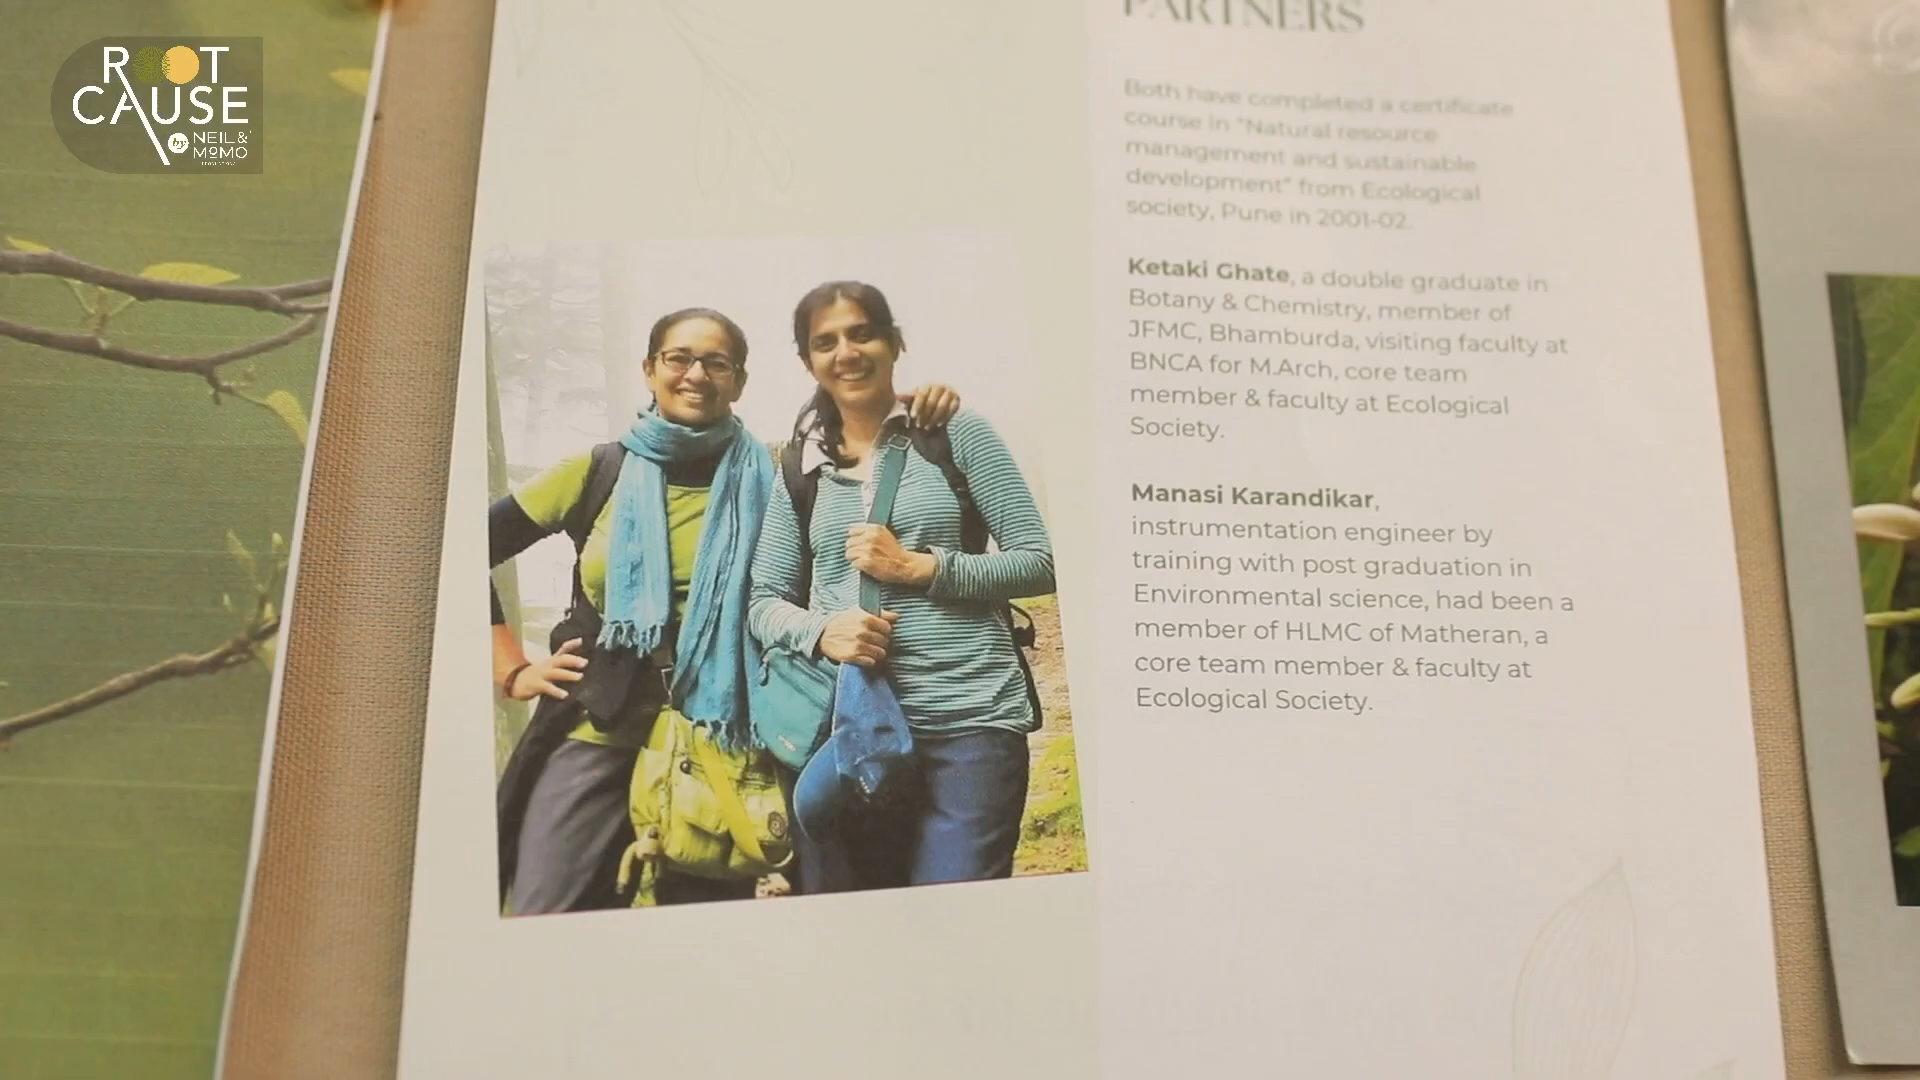 ROOT
CAUSE
by NEIL &
MOMO
PARTNERS
Both have completed a certificate
course in "Natural resource
management and sustainable
development" from Ecological
society, Pune in 2001-02.
Ketaki Ghate, a double graduate in
Botany & Chemistry, member of
JFMC, Bhamburda, visiting faculty at
BNCA for M.Arch, core team
member & faculty at Ecological
Society.
Manasi Karandikar,
instrumentation engineer by
training with post graduation in
Environmental science, had been a
member of HLMC of Matheran, a
core team member & faculty at
Ecological Society.